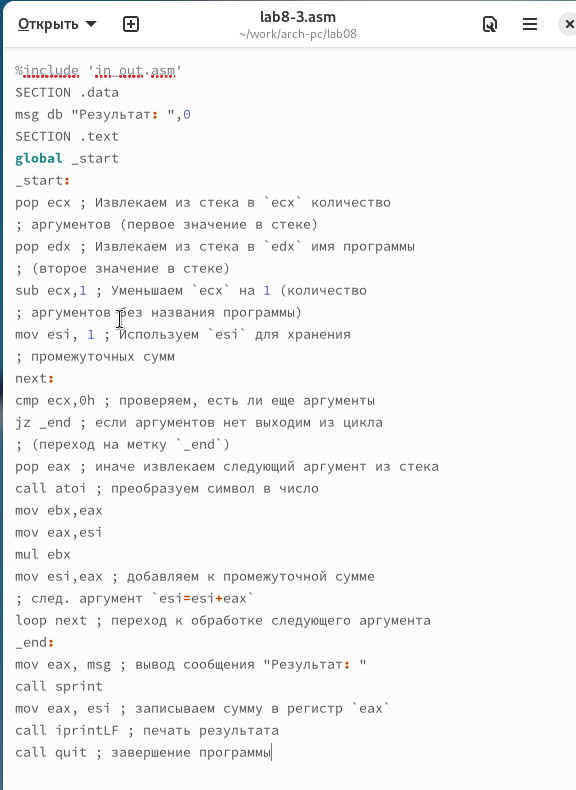 Открыть
lab8-3.asm
~/work/arch-pc/lab08
%include 'in_out.asm'
SECTION .data
msg db "Результат: ",0
SECTION .text
global _start
_start:
pop ecx ; Извлекаем из стека в `ecx` количество
; аргументов (первое значение в стеке)
pop edx ; Извлекаем из стека в `edx` имя программы
; (второе значение в стеке)
sub ecx,1 ; Уменьшаем `ecx` на 1 (количество
; аргументов без названия программы)
mov esi, 1 ; Используем `esi` для хранения
; промежуточных сумм
next:
cmp ecx,0h ; проверяем, есть ли еще аргументы
jz _end ; если аргументов нет выходим из цикла
; (переход на метку `_end`)
pop eax ; иначе извлекаем следующий аргумент из стека
call atoi ; преобразуем символ в число
mov ebx,eax
mov eax,esi
mul ebx
mov esi,eax ; добавляем к промежуточной сумме
; след. аргумент `esi=esi+eax`
loop next ; переход к обработке следующего аргумента
_end:
mov eax, msg ; вывод сообщения "Результат: "
call sprint
mov eax, esi ; записываем сумму в регистр `eax`
call iprintLF ; печать результата
call quit ; завершение программы